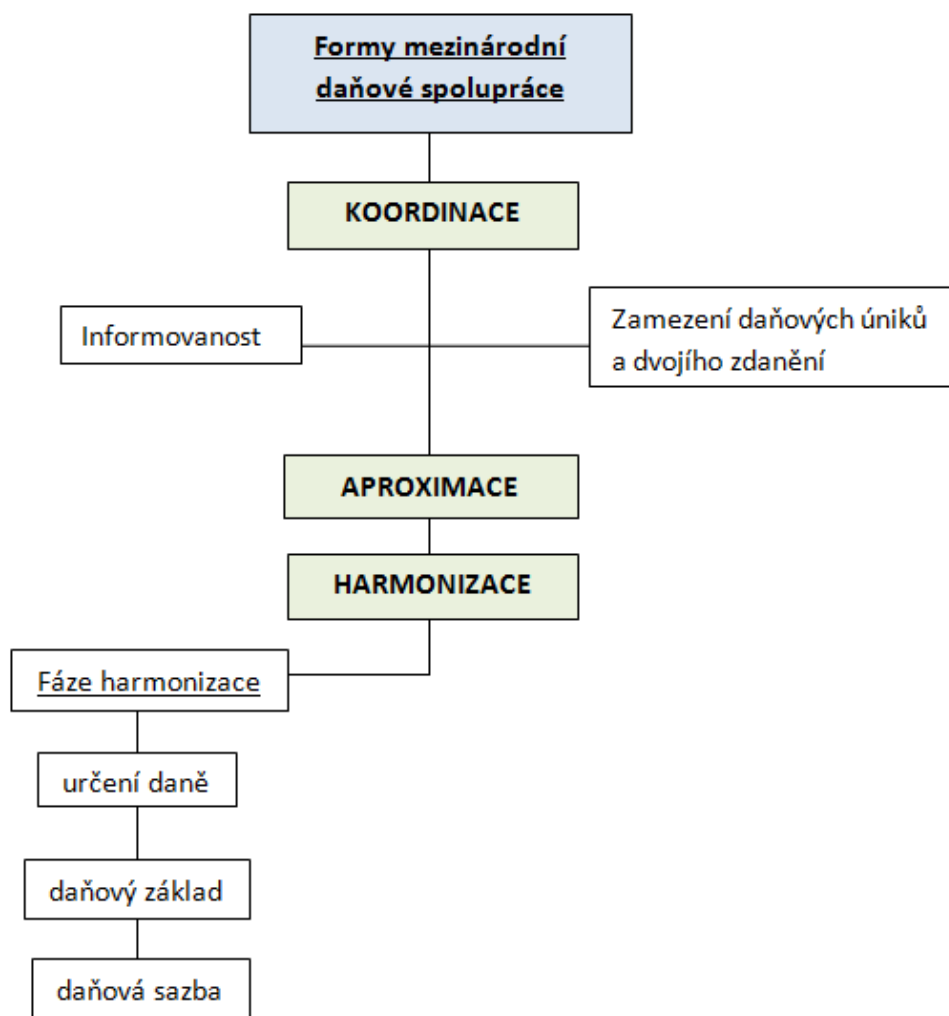 Formy mezinárodní
daňové spolupráce
KOORDINACE
Informovanost
Zamezení daňových úniků
a dvojího zdanění
APROXIMACE
HARMONIZACE
Fáze harmonizace
určení daně
daňový základ
daňová sazba